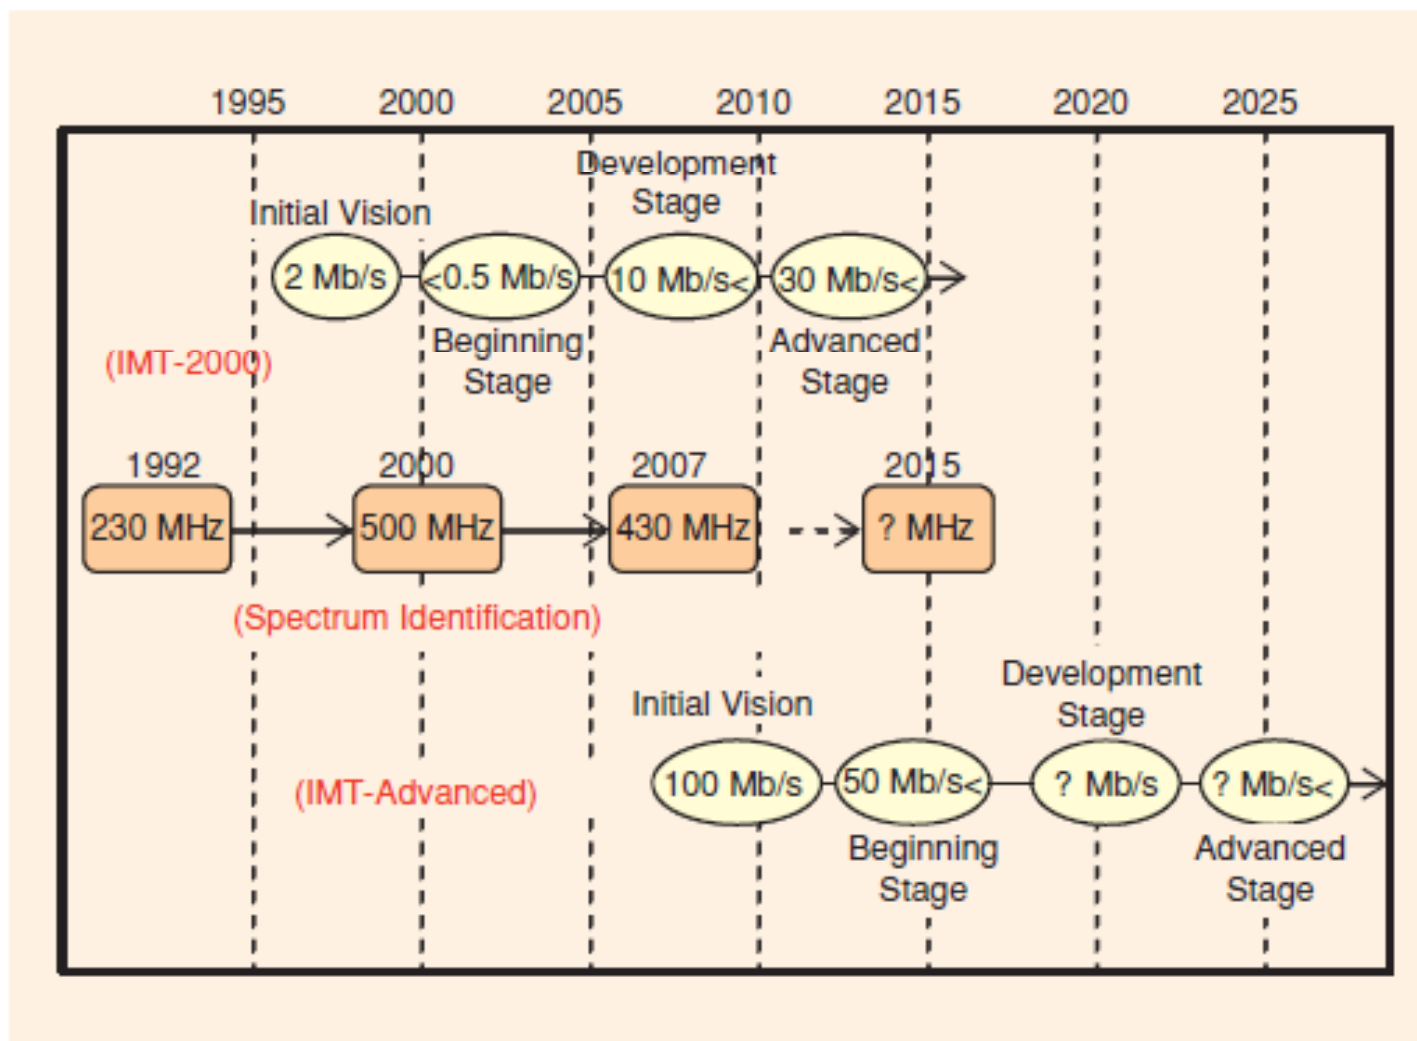 1995 2000 2005 2010 2015 2020 2025
Development
Stage
Initial Vision
2 Mb/s <0.5 Mb/s 10 Mb/s< 30 Mb/s<
Beginning
Stage
Advanced
Stage
(IMT-2000)
1992 2000 2007 2015
230 MHz 500 MHz 430 MHz ? MHz
(Spectrum Identification)
Development
Stage
Initial Vision
100 Mb/s 50 Mb/s< ? Mb/s ? Mb/s<
(IMT-Advanced)
Beginning
Stage
Advanced
Stage